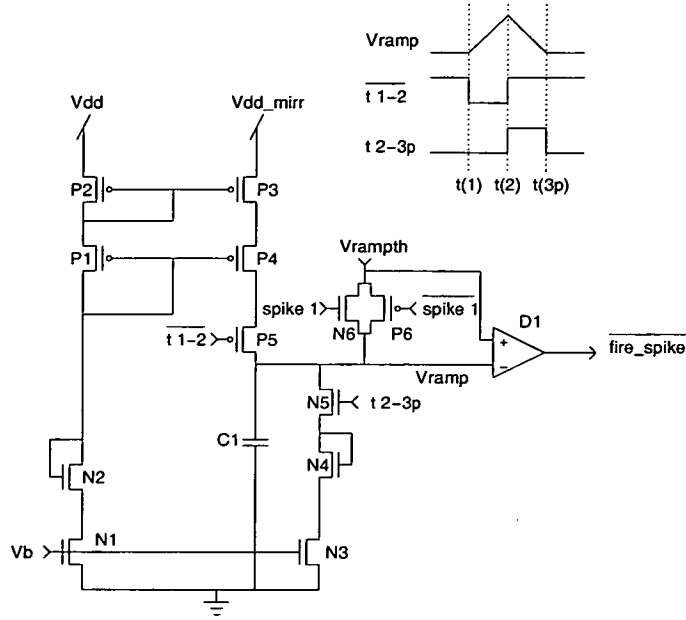 Vramp
t 1-2
t 2-3p
t(1) t(2) t(3p)
Vdd Vdd_mirr
P2 P3
P1 P4
Vrampth
spike 1 N6 P6 spike 1
D1
+
-
fire_spike
t 1-2 P5
Vramp
N5 t 2-3p
C1
N4
N2
Vb N1 N3